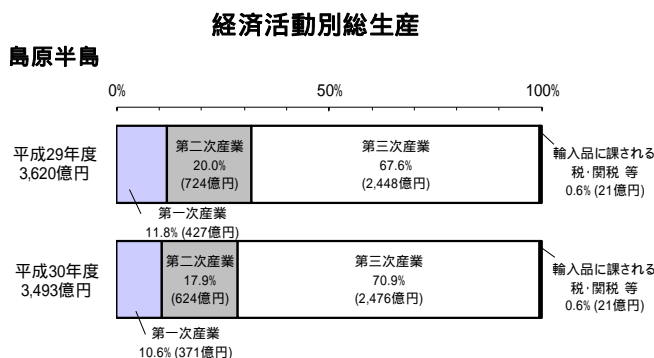 経済活動別総生産
島原半島
0%
50%
100%
平成29年度
3,620億円
第二次産業
20.0%
(724億円)
第三次産業
67.6%
(2,448億円)
輸入品に課される
税・関税 等
0.6% (21億円)
第一次産業
11.8% (427億円)
平成30年度
3,493億円
第二次産業
17.9%
(624億円)
第三次産業
70.9%
(2,476億円)
輸入品に課される
税・関税 等
0.6% (21億円)
第一次産業
10.6% (371億円)